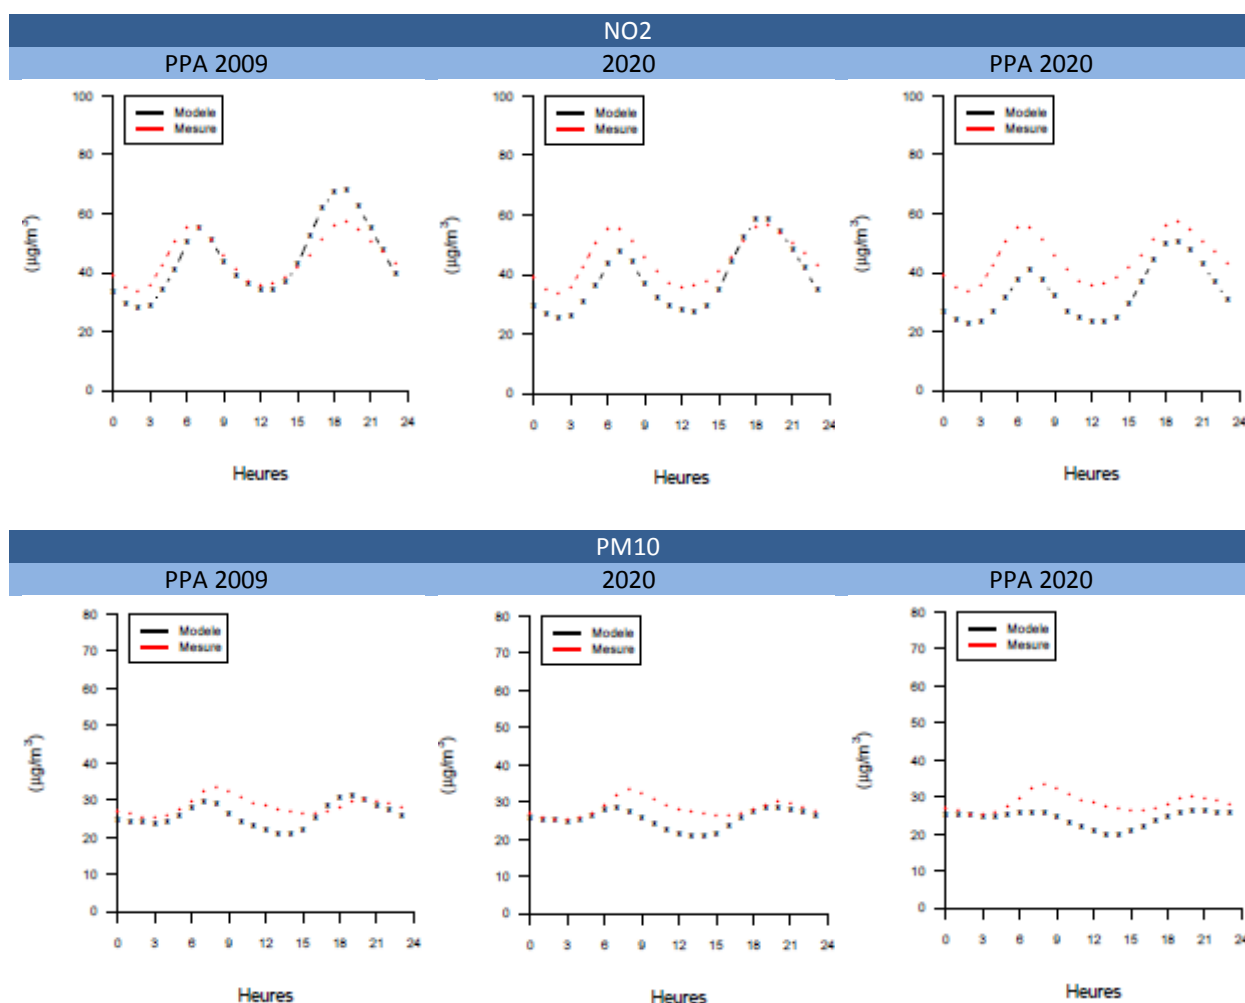 NO2
PPA 2009 2020 PPA 2020
100 100 100
Modele Modele Modele
Mesure Mesure Mesure
80 80 80
60 60 60
(µg/m³) (µg/m³) (µg/m³)
40 40 40
20 20 20
0 0 0
0 3 6 9 12 15 18 21 24 0 3 6 9 12 15 18 21 24 0 3 6 9 12 15 18 21 24
Heures Heures Heures
PM10
PPA 2009 2020 PPA 2020
80 80 80
Modele Modele Modele
Mesure Mesure Mesure
70 70 70
60 60 60
50 50 50
(µg/m³) (µg/m³) (µg/m³)
40 40 40
30 30 30
20 20 20
10 10 10
0 0 0
0 3 6 9 12 15 18 21 24 0 3 6 9 12 15 18 21 24 0 3 6 9 12 15 18 21 24
Heures Heures Heures